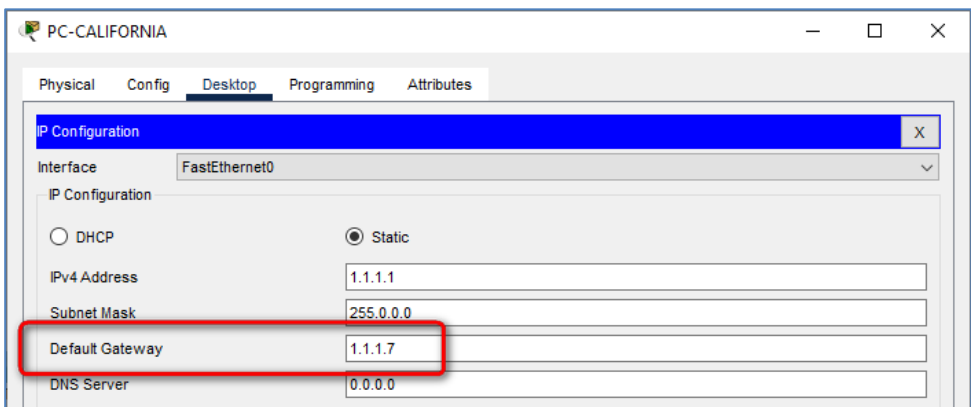 PC-CALIFORNIA
Physical Config Desktop Programming Attributes
IP Configuration X
Interface FastEthernet0
IP Configuration
DHCP Static
IPv4 Address 1.1.1.1
Subnet Mask 255.0.0.0
Default Gateway 1.1.1.7
DNS Server 0.0.0.0